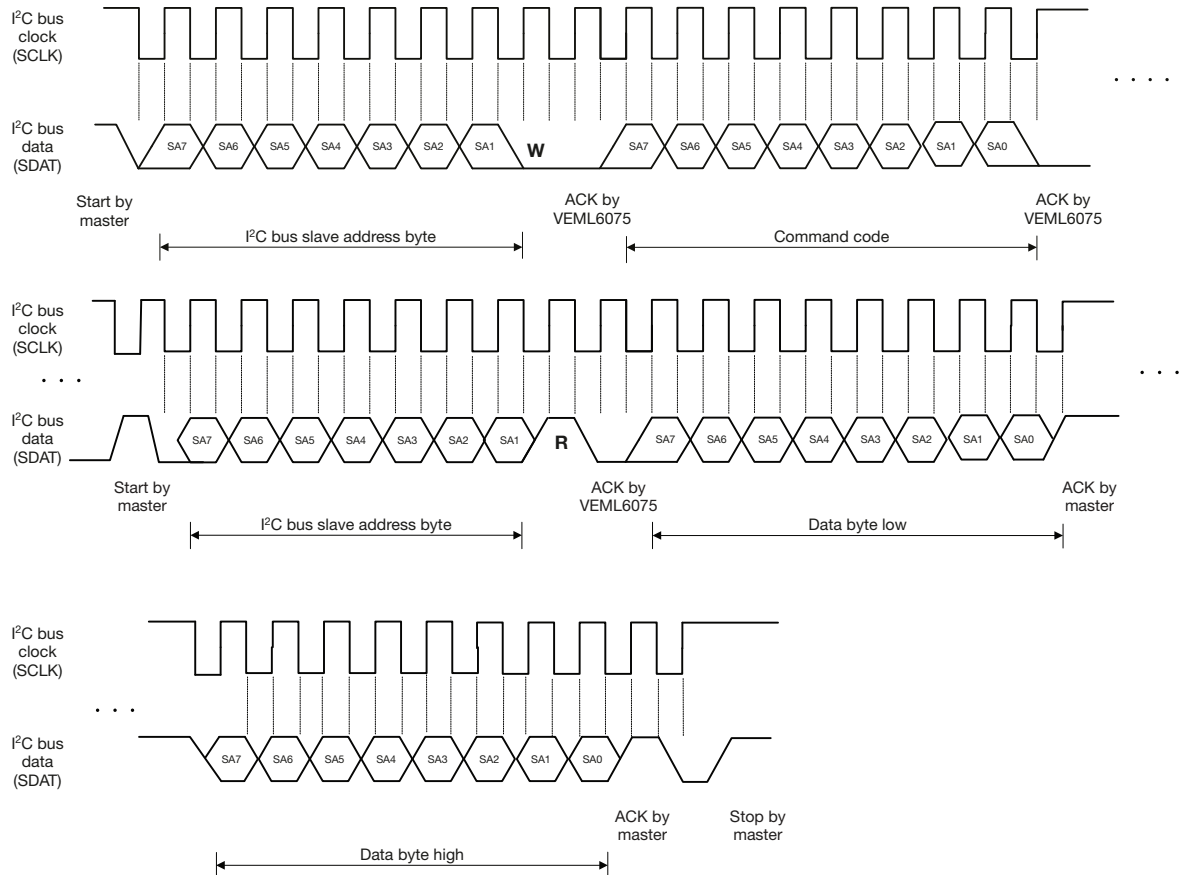 I²C bus
clock
(SCLK)
. . . .
I²C bus
data
(SDAT)
SA7 SA6 SA5 SA4 SA3 SA2 SA1 W SA7 SA6 SA5 SA4 SA3 SA2 SA1 SA0
Start by
master
ACK by
VEML6075
ACK by
VEML6075
I²C bus slave address byte
Command code
I²C bus
clock
(SCLK)
. . .
. . .
I²C bus
data
(SDAT)
SA7 SA6 SA5 SA4 SA3 SA2 SA1 R SA7 SA6 SA5 SA4 SA3 SA2 SA1 SA0
Start by
master
ACK by
VEML6075
ACK by
master
I²C bus slave address byte
Data byte low
I²C bus
clock
(SCLK)
. . .
I²C bus
data
(SDAT)
SA7 SA6 SA5 SA4 SA3 SA2 SA1 SA0
ACK by
master
Stop by
master
Data byte high